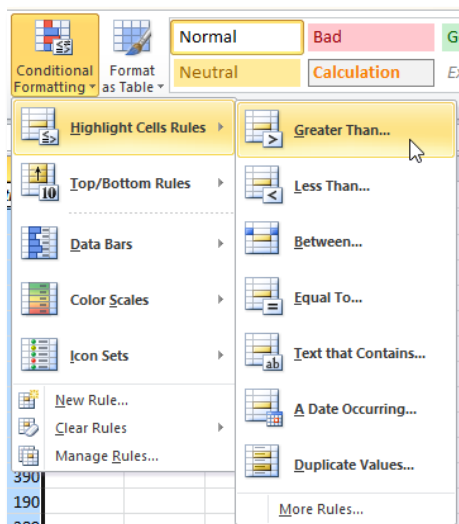 Normal
Bad
G
Conditional Formatting
Format as Table
Neutral
Calculation
Ex
Highlight Cells Rules
Greater Than...
Top/Bottom Rules
10
Less Than...
Data Bars
Between...
Color Scales
Equal To...
Icon Sets
Text that Contains...
ab
New Rule...
A Date Occurring...
Clear Rules
Manage Rules...
Duplicate Values...
390
190
More Rules...